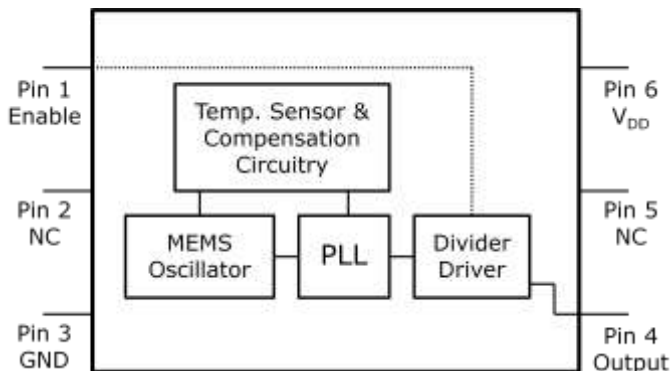 Pin 1
Enable
Temp. Sensor &
Compensation
Circuitry
Pin 6
VDD
Pin 2
NC
MEMS
Oscillator
PLL
Divider
Driver
Pin 5
NC
Pin 3
GND
Pin 4
Output